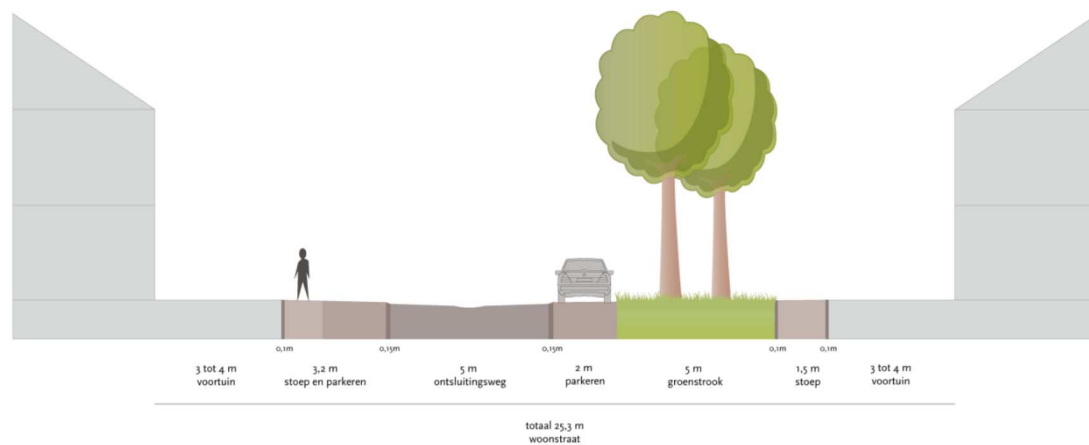 0,1m
0,15m
0,15m
0,1m
0,1m
3 tot 4 m
voortuin
3,2 m
stoep en parkeren
5 m
ontsluitingsweg
2 m
parkeren
5 m
groenstrook
1,5 m
stoep
3 tot 4 m
voortuin
totaal 25,3 m
woonstraat